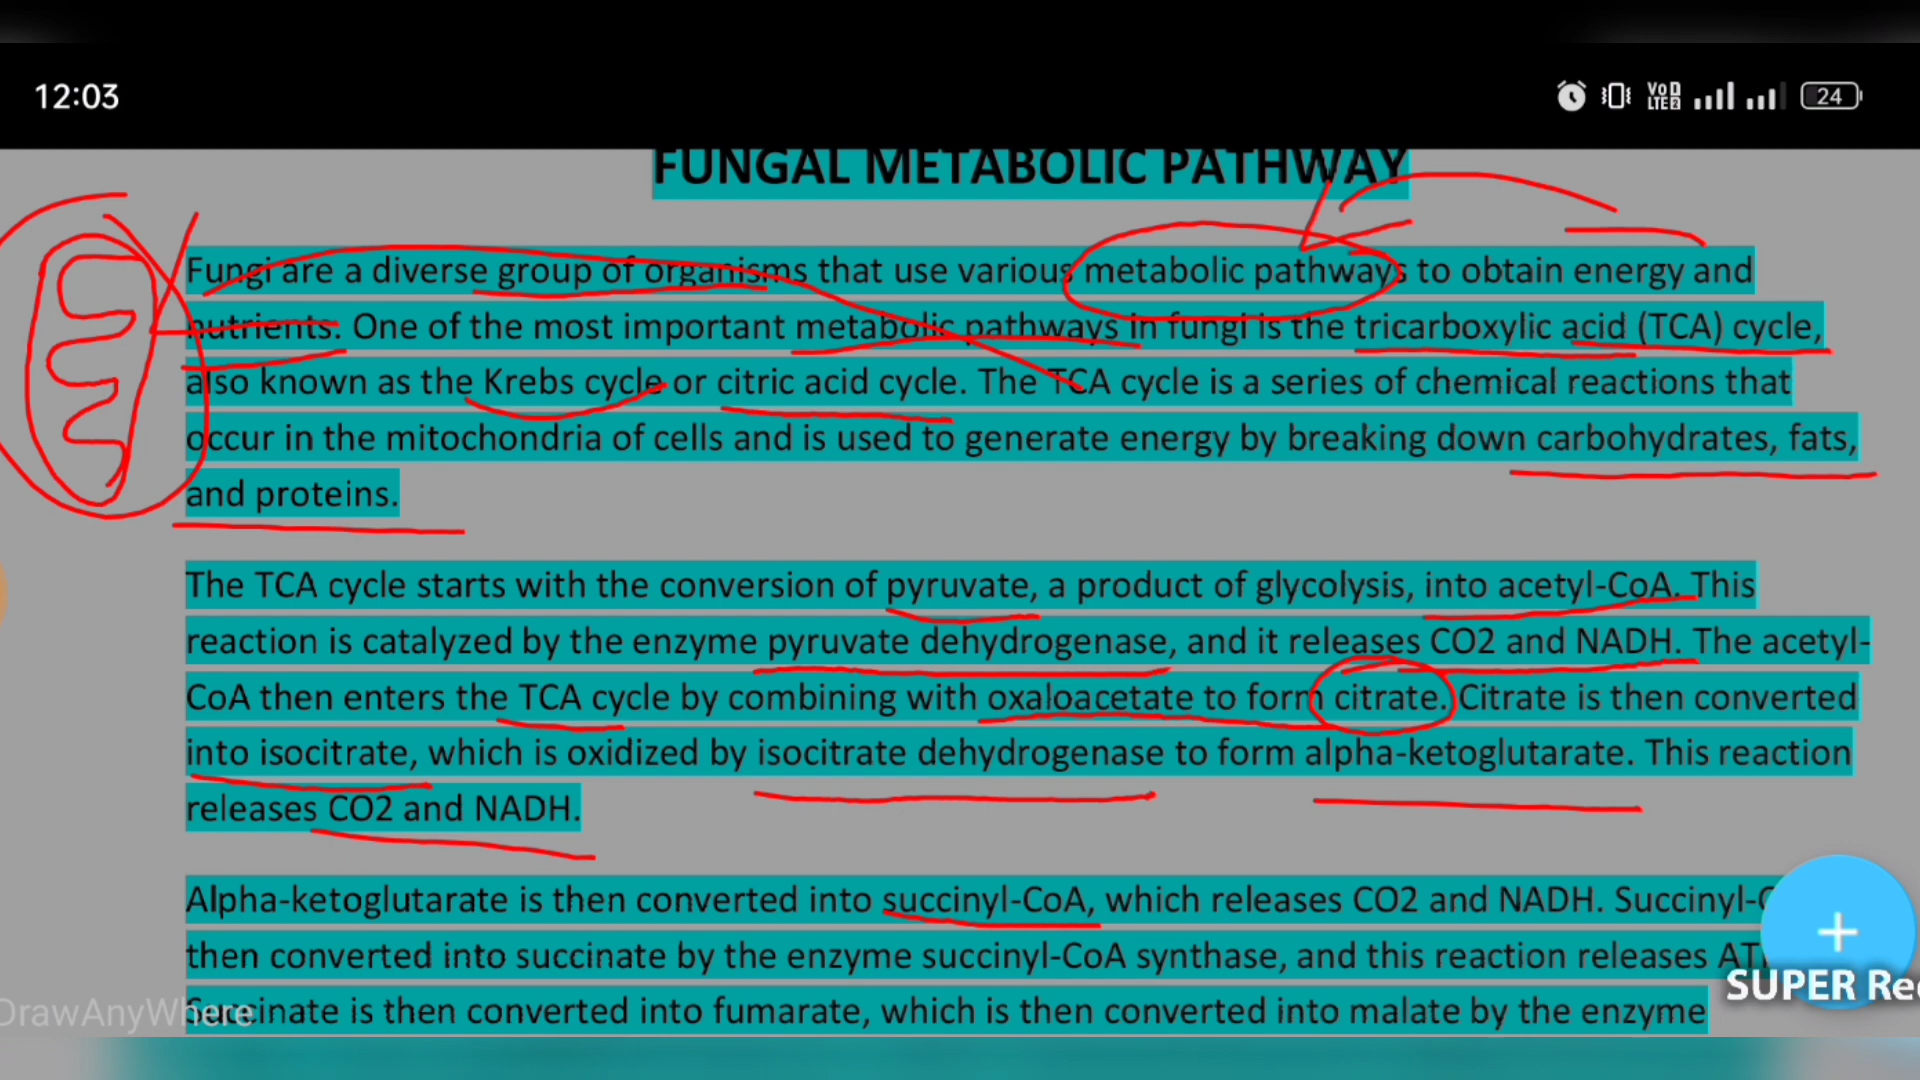 12:03
VoD
LTE2
24
FUNGAL METABOLIC PATHWAY
Fungi are a diverse group of organisms that use various metabolic pathways to obtain energy and
nutrients. One of the most important metabolic pathways in fungi is the tricarboxylic acid (TCA) cycle,
also known as the Krebs cycle or citric acid cycle. The TCA cycle is a series of chemical reactions that
occur in the mitochondria of cells and is used to generate energy by breaking down carbohydrates, fats,
and proteins.
The TCA cycle starts with the conversion of pyruvate, a product of glycolysis, into acetyl-CoA. This
reaction is catalyzed by the enzyme pyruvate dehydrogenase, and it releases CO2 and NADH. The acetyl-
CoA then enters the TCA cycle by combining with oxaloacetate to form citrate. Citrate is then converted
into isocitrate, which is oxidized by isocitrate dehydrogenase to form alpha-ketoglutarate. This reaction
releases CO2 and NADH.
Alpha-ketoglutarate is then converted into succinyl-CoA, which releases CO2 and NADH. Succinyl-
then converted into succinate by the enzyme succinyl-CoA synthase, and this reaction releases AT
Succinate is then converted into fumarate, which is then converted into malate by the enzyme
SUPER Rec
DrawAnyWhere